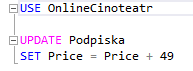 USE OnlineCinoteatr
UPDATE Podpiska
SET Price = Price + 49